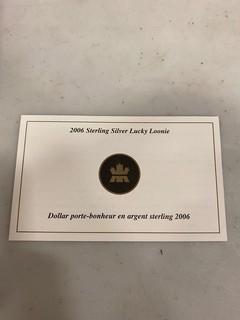 2006 Sterling Silver Lucky Loonie
Dollar porte-bonheur en argent sterling 2006